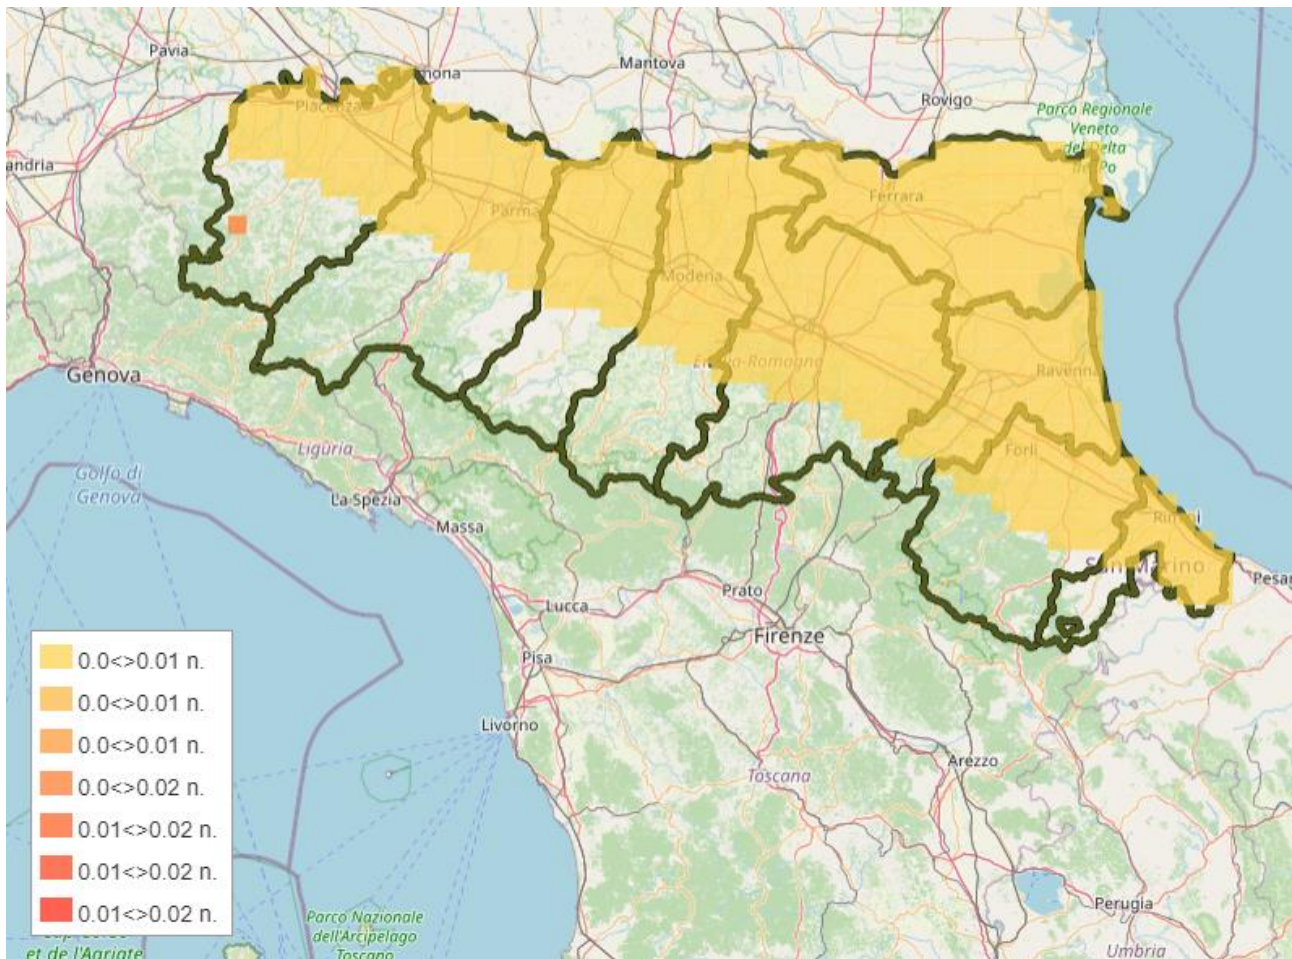 Pavia
mona
Mantova
Rovigo
Piacenza
Parco Regionale
Veneto
del Delta
del Po
andria
Parma
Ferrara
Modena
Emilia-Romagna
Ravenna
Genova
Forlì
Liguria
Golfo di
Genova
La Spezia
Massa
Rimini
San Marino
Pesar
Prato
Lucca
Firenze
Pisa
Livorno
Arezzo
Toscana
0.0<>0.01 n.
0.0<>0.01 n.
0.0<>0.01 n.
0.0<>0.02 n.
0.01<>0.02 n.
0.01<>0.02 n.
0.01<>0.02 n.
Perugia
Umbria
Parco Nazionale
dell'Arcipelago
Toscano
et de l'Agriate